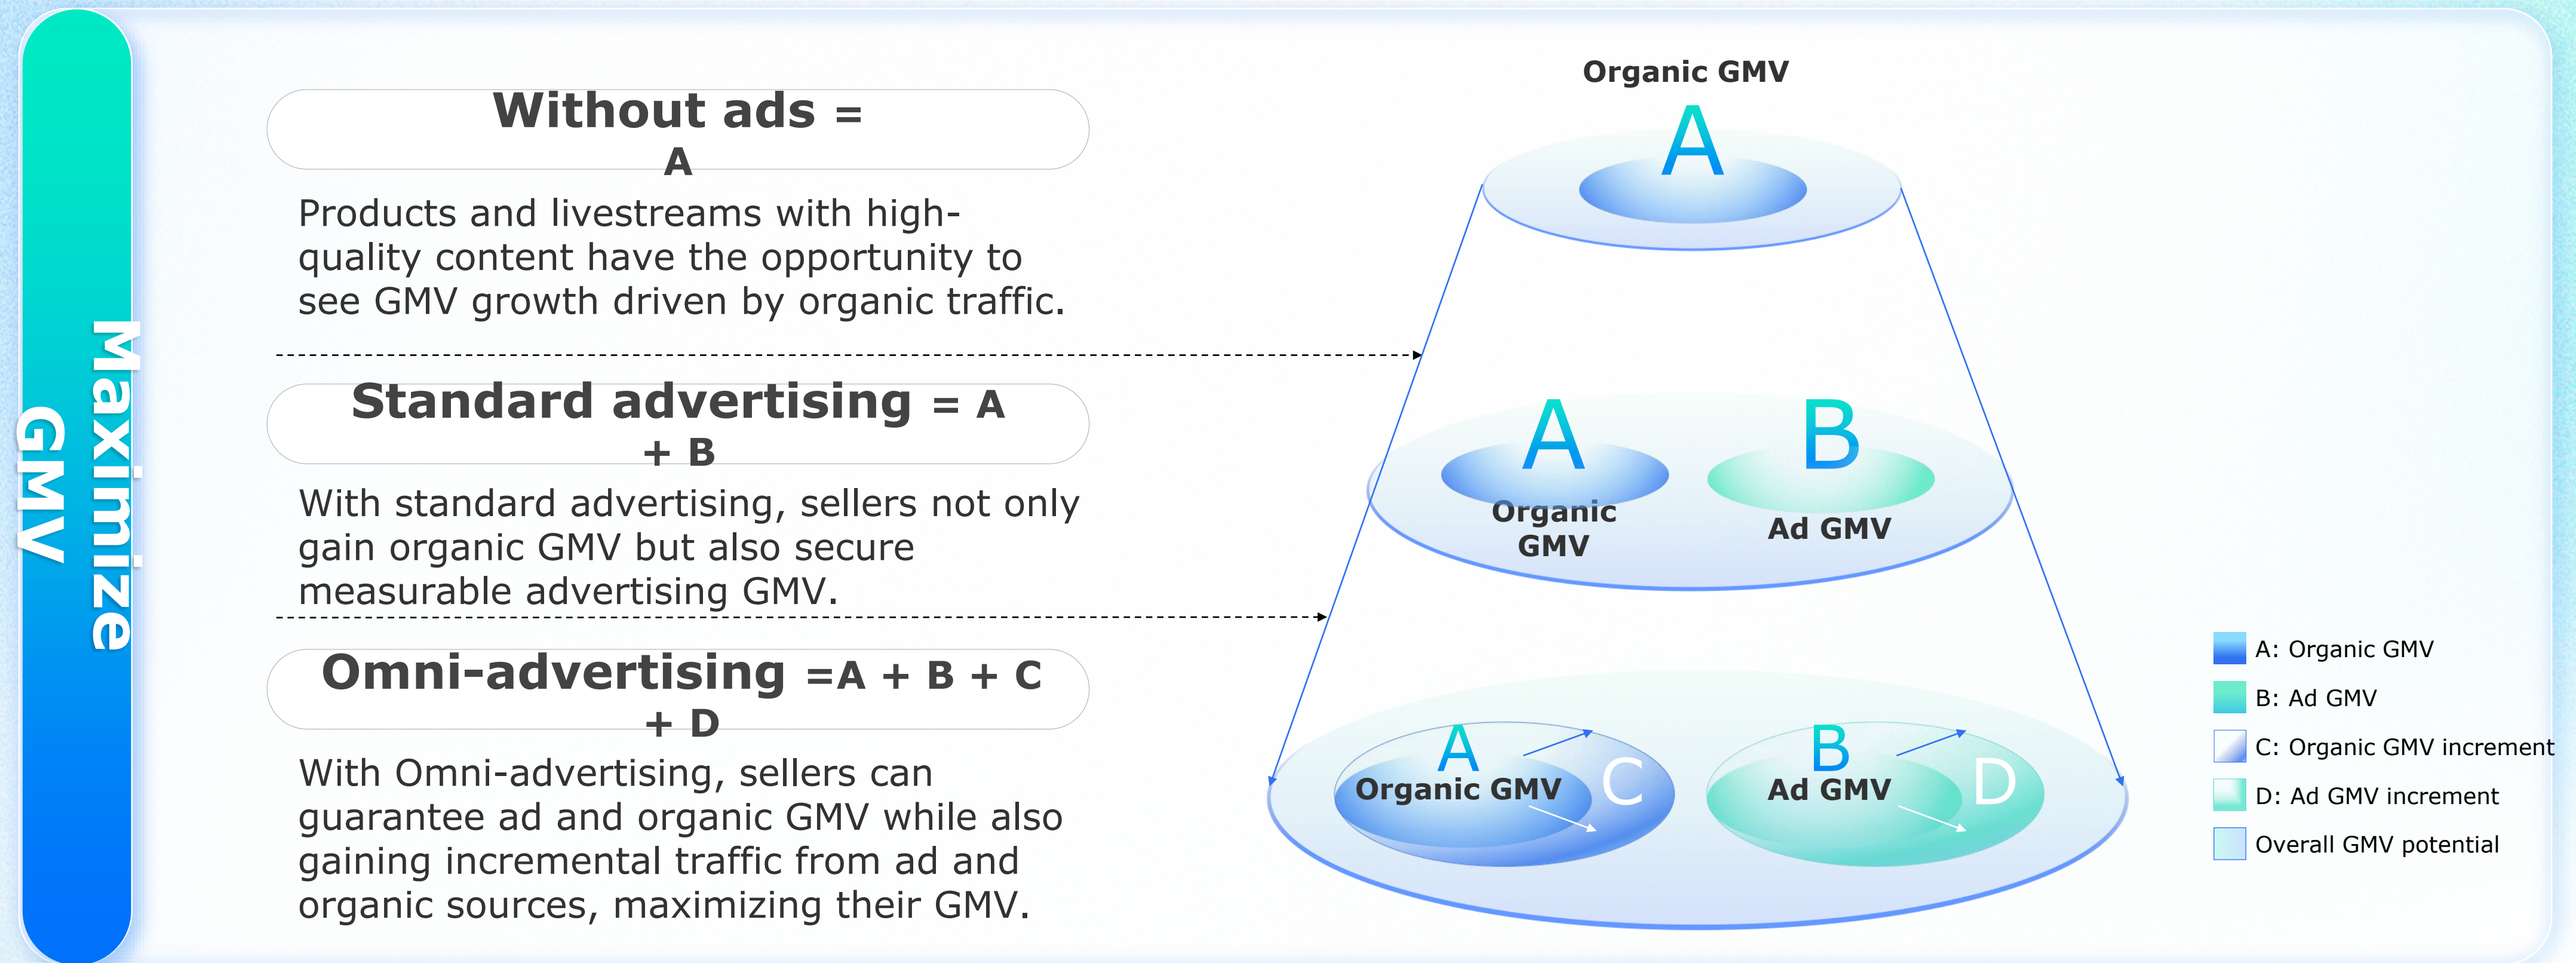 Maximize
GMV
Without ads =
A
Products and livestreams with high-
quality content have the opportunity to
see GMV growth driven by organic traffic.
Standard advertising = A
+ B
With standard advertising, sellers not only
gain organic GMV but also secure
measurable advertising GMV.
Omni-advertising =A + B + C
+ D
With Omni-advertising, sellers can
guarantee ad and organic GMV while also
gaining incremental traffic from ad and
organic sources, maximizing their GMV.
Organic GMV
A
A
Organic
GMV
B
Ad GMV
A
Organic GMV
C
B
Ad GMV
D
A: Organic GMV
B: Ad GMV
C: Organic GMV increment
D: Ad GMV increment
Overall GMV potential